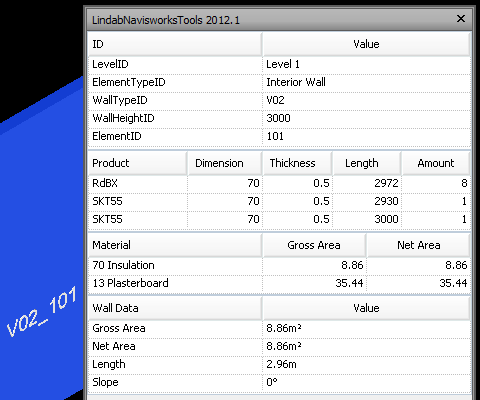 LindabNavisworksTools 2012.1
ID Value
LevelID Level 1
ElementTypeID Interior Wall
WallTypeID V02
WallHeightID 3000
ElementID 101
Product Dimension Thickness Length Amount
RdBX 70 0.5 2972 8
SKT55 70 0.5 2930 1
SKT55 70 0.5 3000 1
Material Gross Area Net Area
70 Insulation 8.86 8.86
13 Plasterboard 35.44 35.44
Wall Data Value
Gross Area 8.86m²
Net Area 8.86m²
Length 2.96m
Slope 0°
V02_101